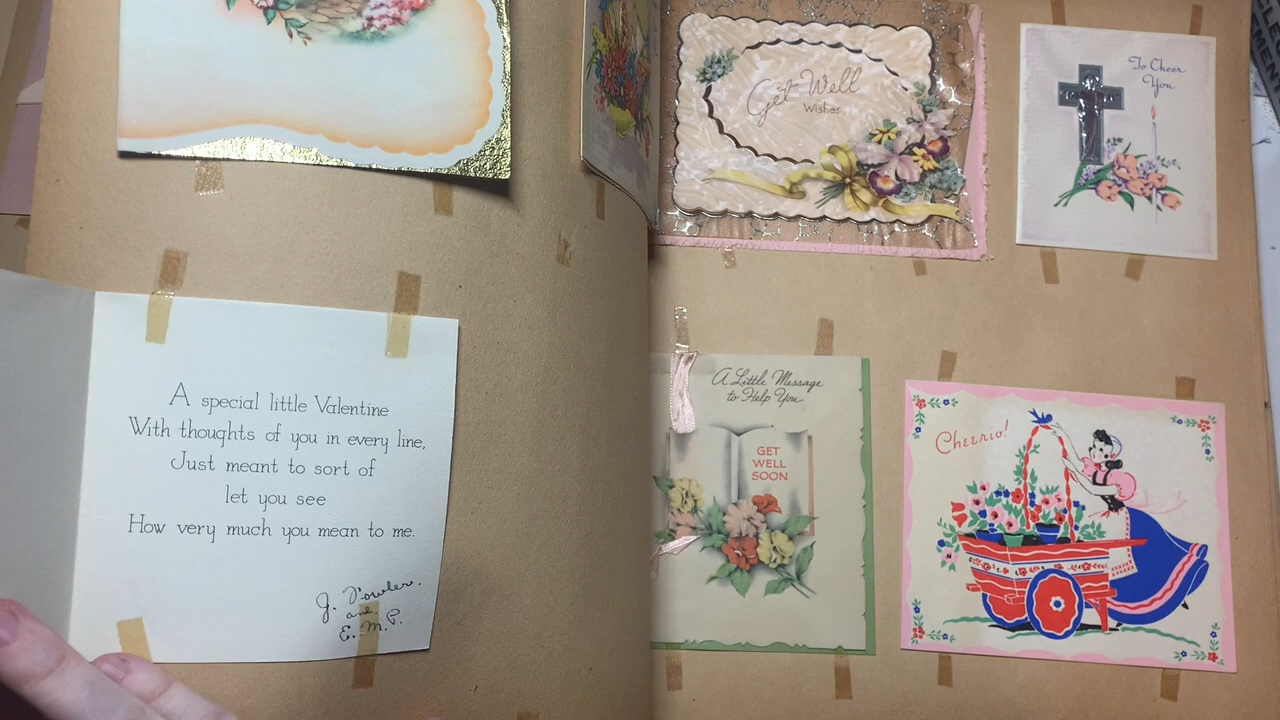 A special little Valentine
With thoughts of you in every line,
Just meant to sort of
let you see
How very much you mean to me.
J. Fowler.
and
E. M. P.
Get Well
Wishes
To Cheer
You
A Little Message
to Help You
GET
WELL
SOON
Cheerio!